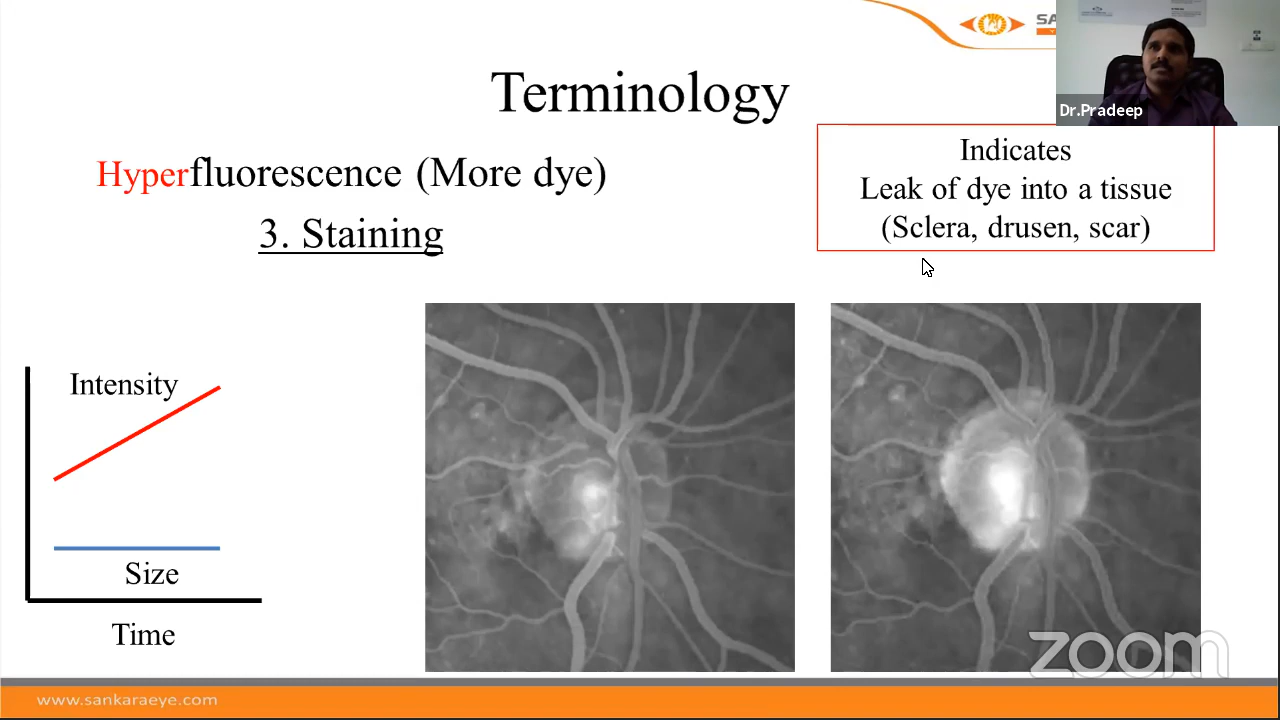 SA
Terminology
Dr.Pradeep
Hyperfluorescence (More dye)
3. Staining
Indicates
Leak of dye into a tissue
(Sclera, drusen, scar)
Intensity
Size
Time
zoom
www.sankaraeye.com